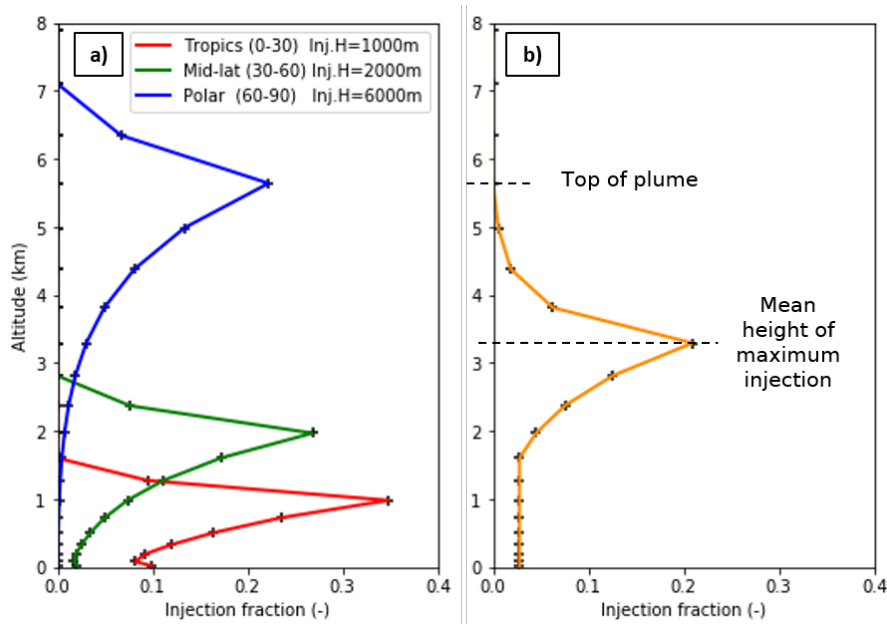 a)
Tropics (0-30) Inj.H=1000m
Mid-lat (30-60) Inj.H=2000m
Polar (60-90) Inj.H=6000m
8
7
6
5
4
3
2
1
0
Altitude (km)
0.0 0.1 0.2 0.3 0.4
Injection fraction (-)
b)
Top of plume
Mean
height of
maximum
injection
8
7
6
5
4
3
2
1
0
0.0 0.1 0.2 0.3 0.4
Injection fraction (-)